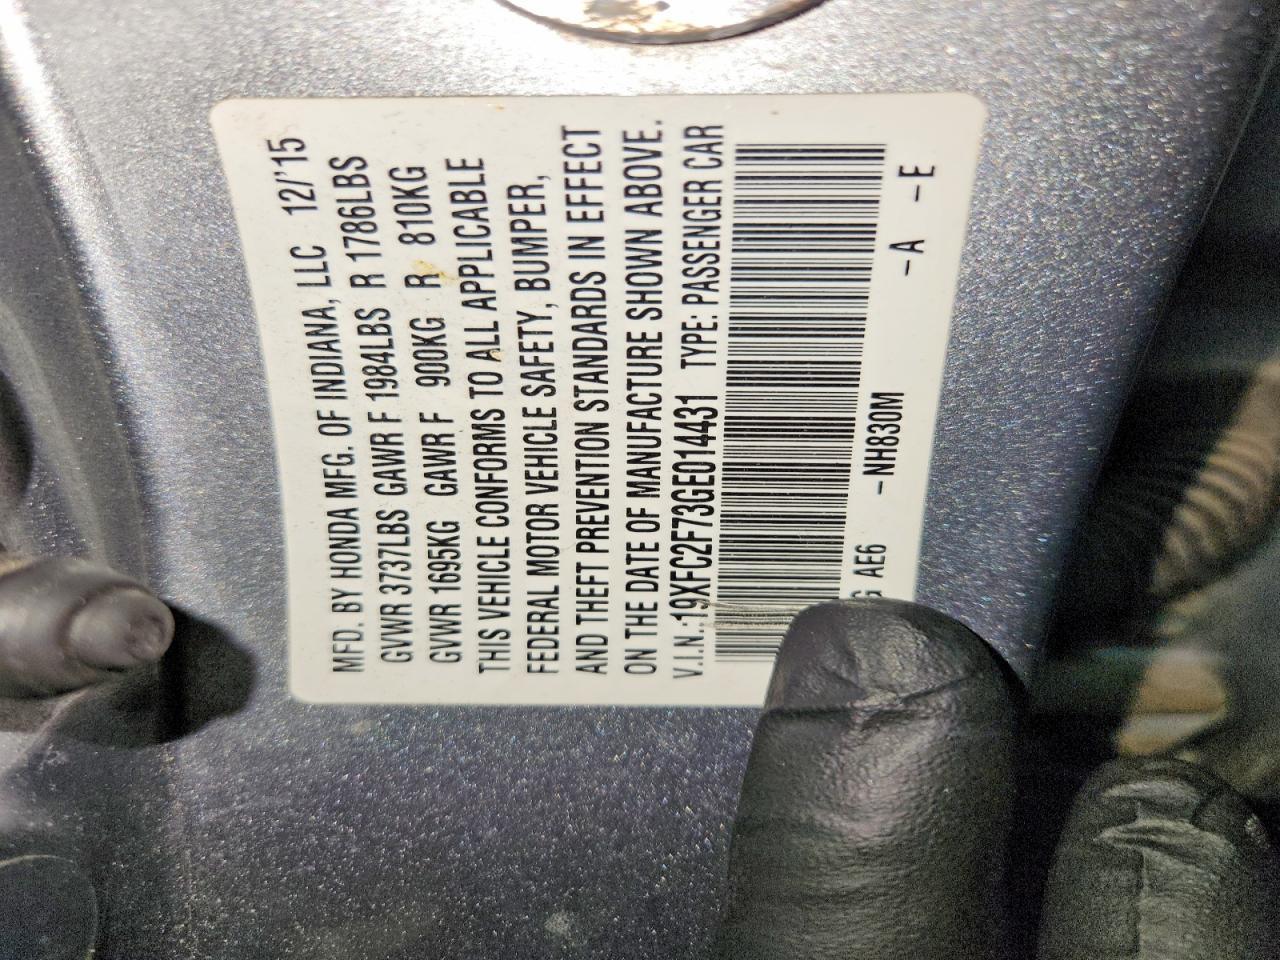 MFD. BY HONDA MFG. OF INDIANA, LLC 12/'15
GVWR 3737LBS GAWR F 1984LBS R 1786LBS
GVWR 1695KG GAWR F 900KG R 810KG
THIS VEHICLE CONFORMS TO ALL APPLICABLE
FEDERAL MOTOR VEHICLE SAFETY, BUMPER,
AND THEFT PREVENTION STANDARDS IN EFFECT
ON THE DATE OF MANUFACTURE SHOWN ABOVE.
V.I.N.:19XFC2F73GE014431 TYPE: PASSENGER CAR
AE6 -NH830M -A -E